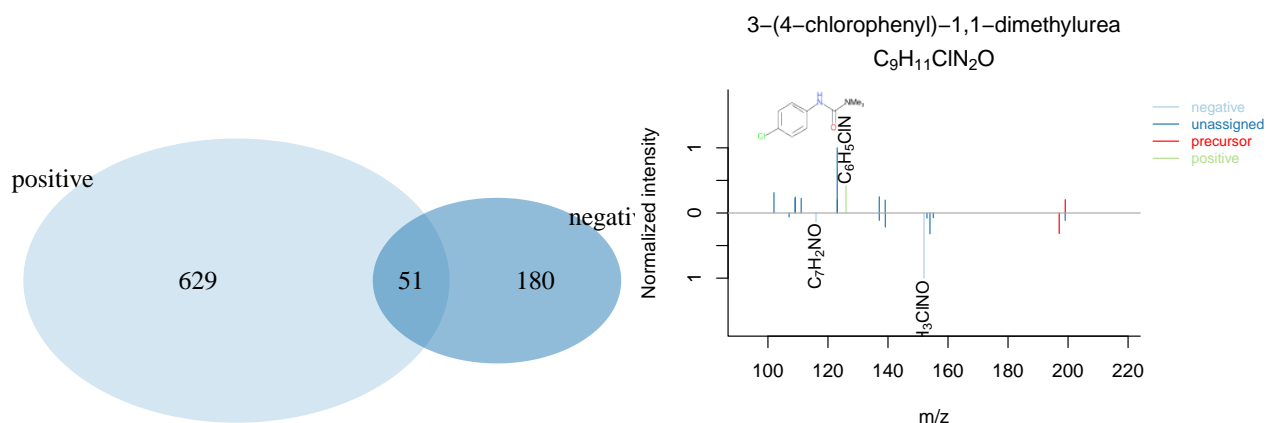 positive
629
51
180
3−(4−chlorophenyl)−1,1−dimethylurea
C₉H₁₁ClN₂O
Normalized intensity
1
0
1
Cl
H
N
O
NMe₂
C₆H₅ClN
C₇H₂NO
100 120 140 160 180 200 220
m/z
negative
unassigned
precursor
positive